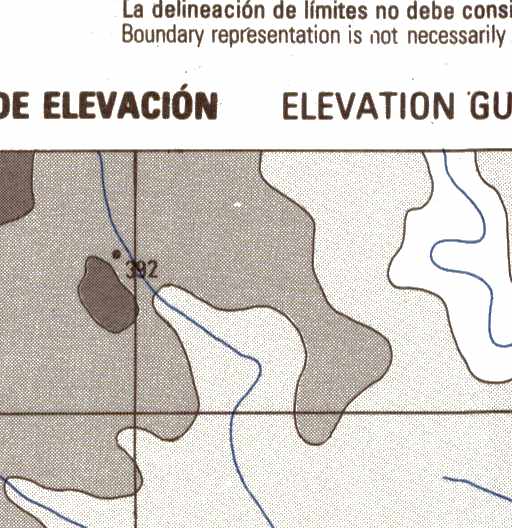 La delineación de límites no debe consi
Boundary representation is not necessarily
DE ELEVACIÓN ELEVATION GU
392